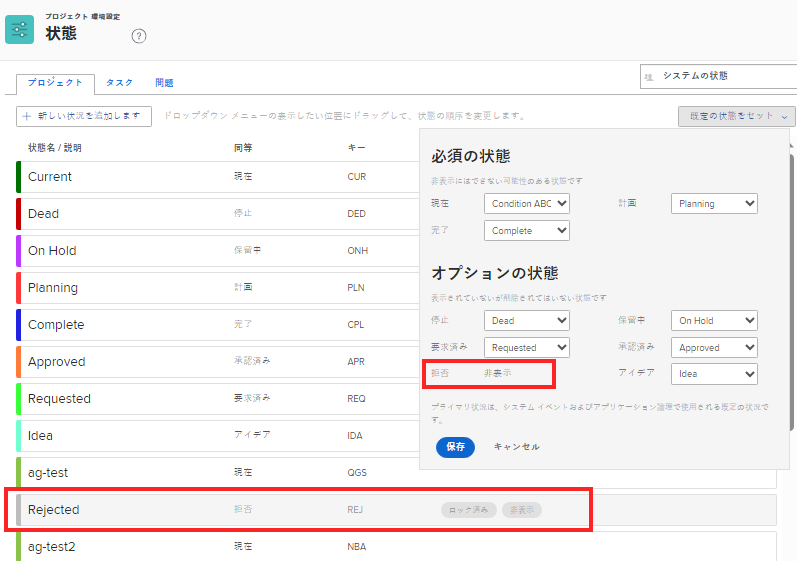 プロジェクト 環境設定
状態
?
プロジェクト タスク 問題
システムの状態
+ 新しい状況を追加します
ドロップダウン メニューの表示したい位置にドラッグして、状態の順序を変更します。
既定の状態をセット
状態名 / 説明 同等 キー
Current 現在 CUR
Dead 停止 DED
On Hold 保留中 ONH
Planning 計画 PLN
Complete 完了 CPL
Approved 承認済み APR
Requested 要求済み REQ
Idea アイデア IDA
ag-test 現在 QGS
Rejected 拒否 REJ ロック済み 非表示
ag-test2 現在 NBA
必須の状態
非表示にはできない可能性のある状態です
現在 Condition ABC 計画 Planning
完了 Complete
オプションの状態
表示されていないが削除されてはいない状態です
停止 Dead 保留中 On Hold
要求済み Requested 承認済み Approved
拒否 非表示 アイデア Idea
プライマリ状況は、システム イベントおよびアプリケーション論理で使用される既定の状況で
す。
保存 キャンセル